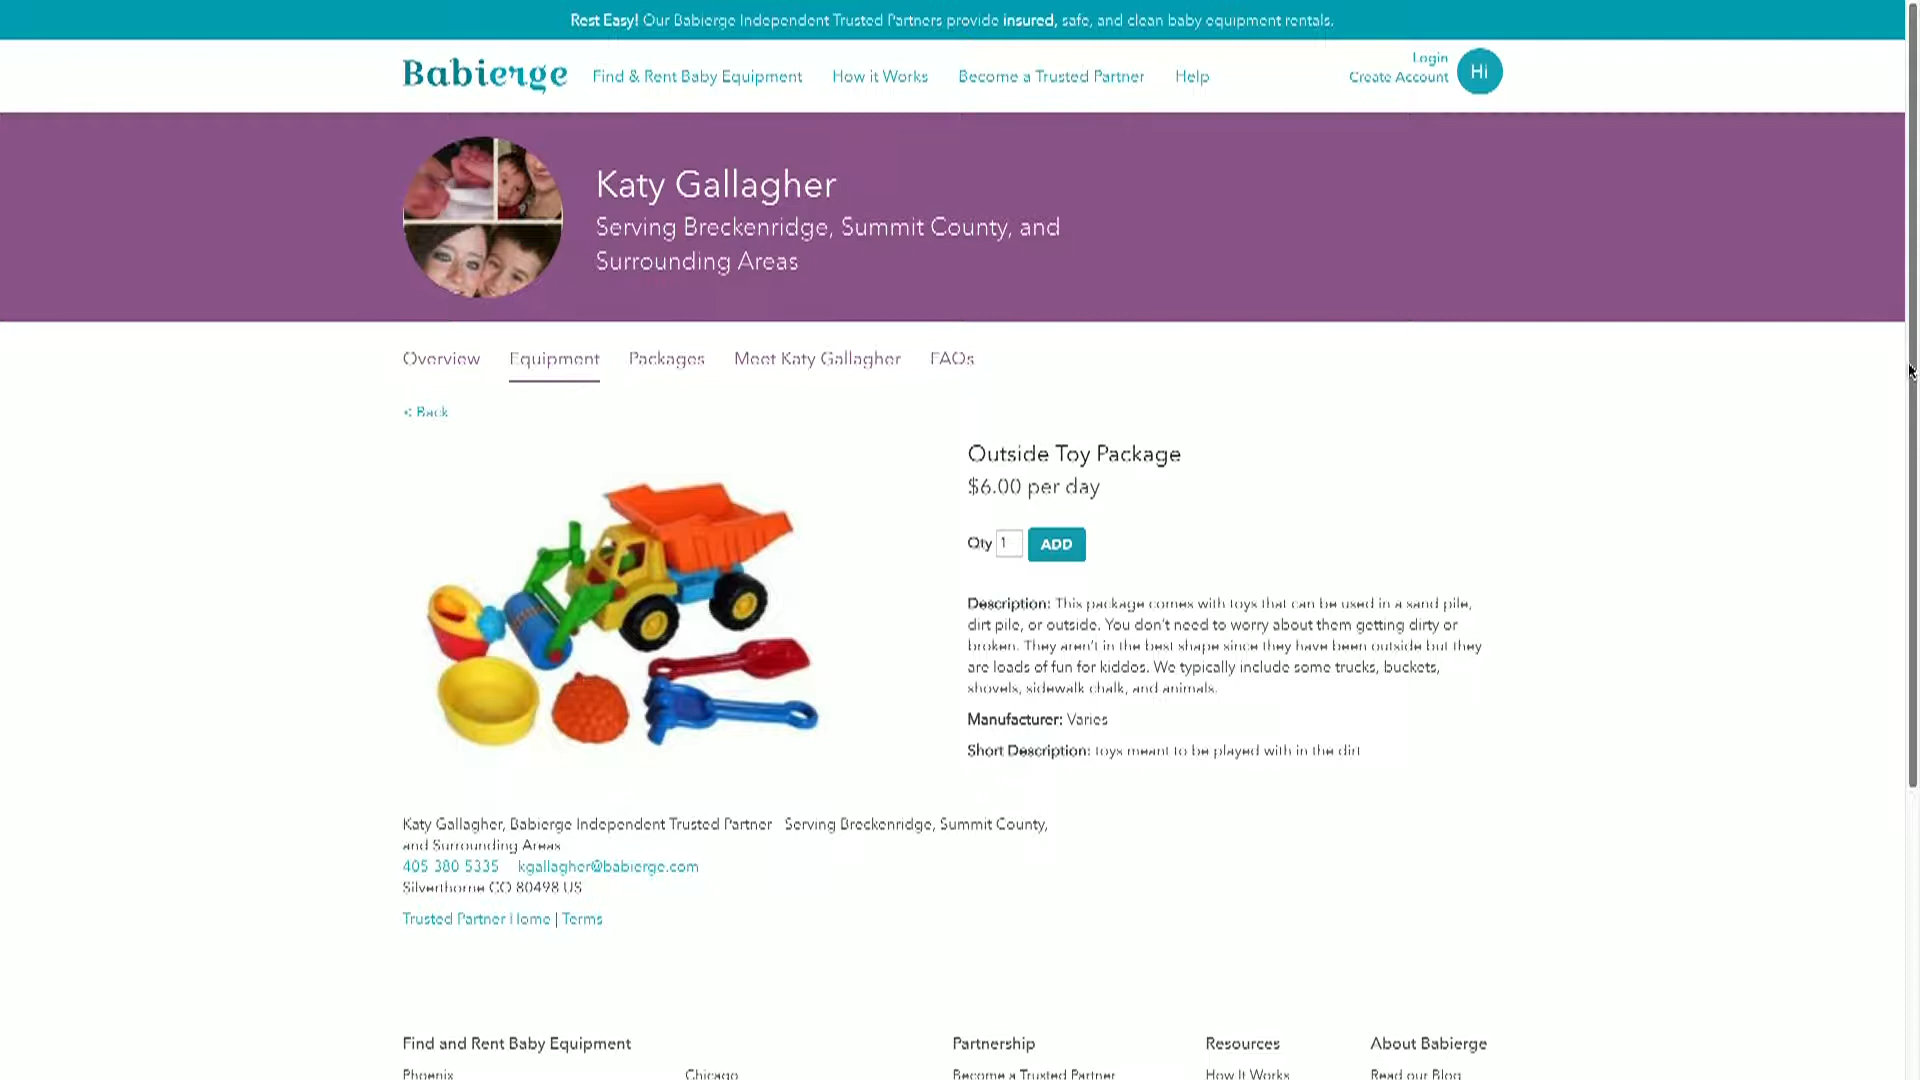 Rest Easy! Our Babierge Independent Trusted Partners provide insured, safe, and clean baby equipment rentals.
Babierge
Find & Rent Baby Equipment
How it Works
Become a Trusted Partner
Help
Login
Create Account
Hi
Katy Gallagher
Serving Breckenridge, Summit County, and
Surrounding Areas
Overview
Equipment
Packages
Meet Katy Gallagher
FAQs
< Back
Outside Toy Package
$6.00 per day
Qty 1 ADD
Description: This package comes with toys that can be used in a sand pile,
dirt pile, or outside. You don't need to worry about them getting dirty or
broken. They aren't in the best shape since they have been outside but they
are loads of fun for kiddos. We typically include some trucks, buckets,
shovels, sidewalk chalk, and animals.
Manufacturer: Varies
Short Description: toys meant to be played with in the dirt
Katy Gallagher, Babierge Independent Trusted Partner Serving Breckenridge, Summit County,
and Surrounding Areas
405 380 5335 kgallagher@babierge.com
Silverthorne CO 80498 US
Trusted Partner Home | Terms
Find and Rent Baby Equipment
Partnership
Resources
About Babierge
Phoenix
Chicago
Become a Trusted Partner
How It Works
Read our Blog